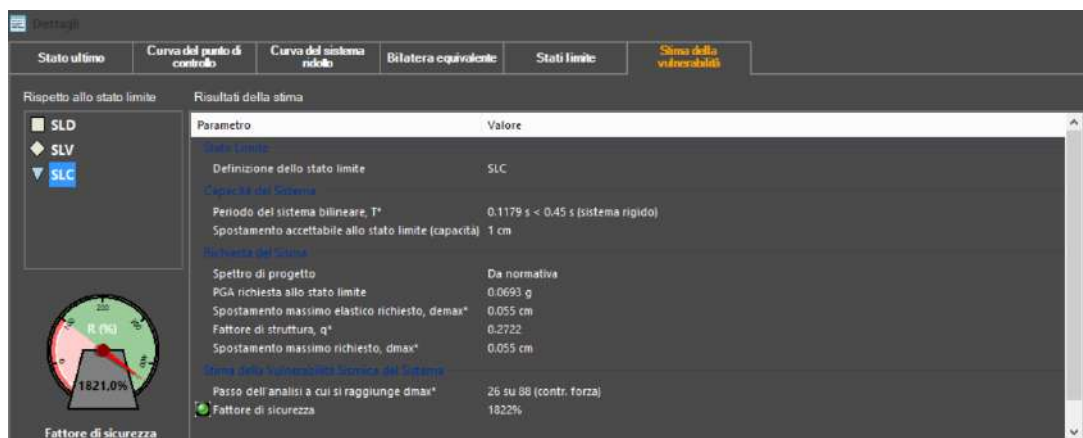 Dettagli
Stato ultimo
Curva del punto di controllo
Curva del sistema ridotto
Bilatera equivalente
Stati limite
Stima della vulnerabilità
Rispetto allo stato limite
Risultati della stima
SLD
SLV
SLC
Parametro Valore
Stato Limite
Definizione dello stato limite SLC
Capacità del Sistema
Periodo del sistema bilineare, T* 0.1179 s < 0.45 s (sistema rigido)
Spostamento accettabile allo stato limite (capacità) 1 cm
Richiesta del Sisma
Spettro di progetto Da normativa
PGA richiesta allo stato limite 0.0693 g
Spostamento massimo elastico richiesto, demax* 0.055 cm
Fattore di struttura, q* 0.2722
Spostamento massimo richiesto, dmax* 0.055 cm
Stima della Vulnerabilità Sismica del Sistema
Passo dell'analisi a cui si raggiunge dmax* 26 su 88 (contr. forza)
Fattore di sicurezza 1822%
200
R (%)
0
1821,0%
Fattore di sicurezza